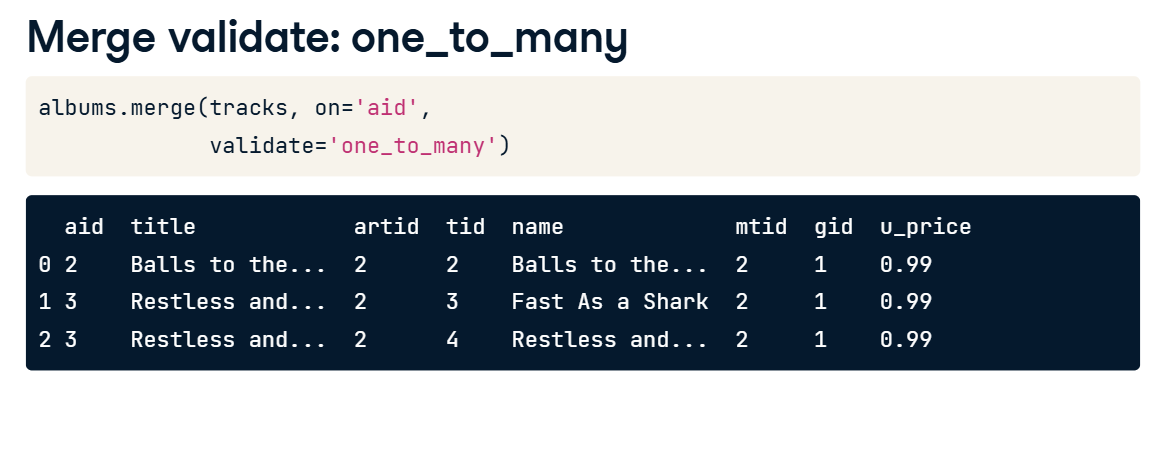 Merge validate: one_to_many
albums.merge(tracks, on='aid',
             validate='one_to_many')
  aid  title            artid  tid  name             mtid  gid  u_price
0 2    Balls to the...  2      2    Balls to the...  2     1    0.99
1 3    Restless and...  2      3    Fast As a Shark  2     1    0.99
2 3    Restless and...  2      4    Restless and...  2     1    0.99